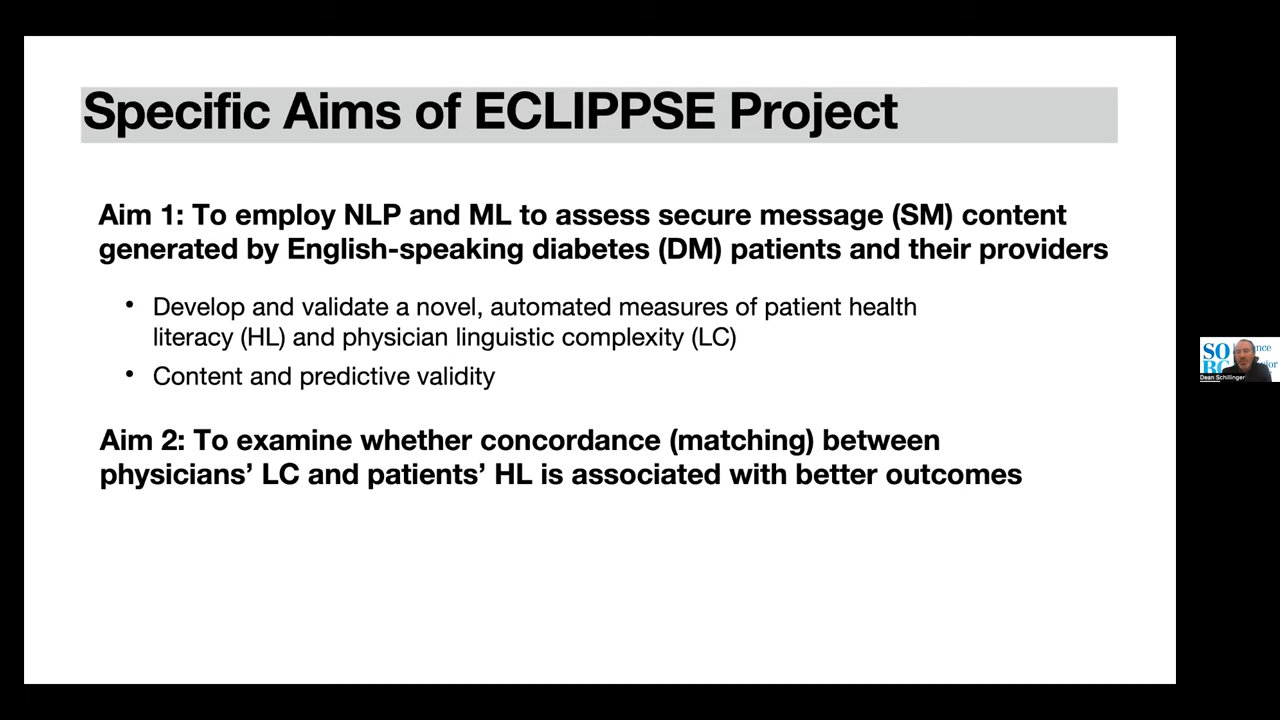 Specific Aims of ECLIPPSE Project
Aim 1: To employ NLP and ML to assess secure message (SM) content
generated by English-speaking diabetes (DM) patients and their providers
• Develop and validate a novel, automated measures of patient health
literacy (HL) and physician linguistic complexity (LC)
• Content and predictive validity
Aim 2: To examine whether concordance (matching) between
physicians’ LC and patients’ HL is associated with better outcomes
SO
Dean Schillinger